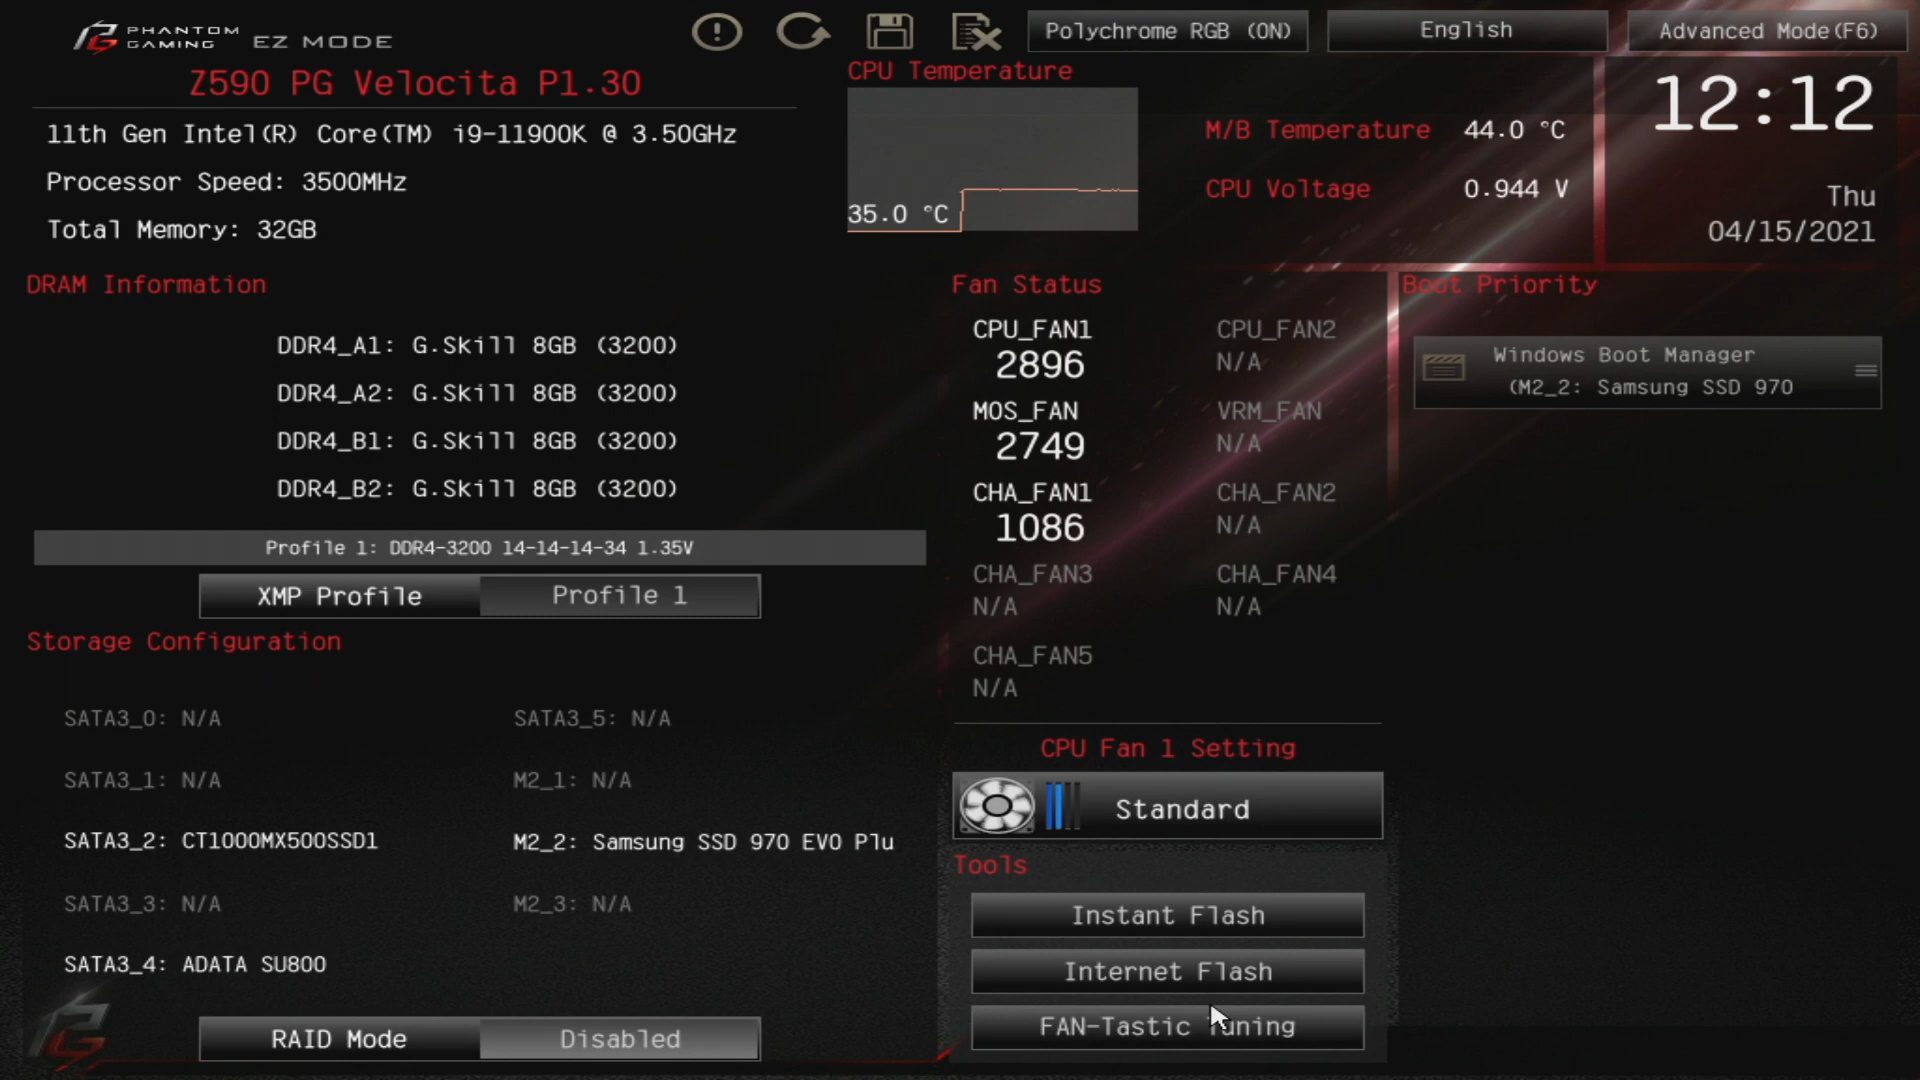 PHANTOM GAMING EZ MODE
Polychrome RGB (ON)
English
Advanced Mode(F6)
Z590 PG Velocita P1.30
11th Gen Intel(R) Core(TM) i9-11900K @ 3.50GHz
Processor Speed: 3500MHz
Total Memory: 32GB
CPU Temperature
35.0 °C
M/B Temperature 44.0 °C
CPU Voltage 0.944 V
12:12
Thu
04/15/2021
DRAM Information
DDR4_A1: G.Skill 8GB (3200)
DDR4_A2: G.Skill 8GB (3200)
DDR4_B1: G.Skill 8GB (3200)
DDR4_B2: G.Skill 8GB (3200)
Profile 1: DDR4-3200 14-14-14-34 1.35V
XMP Profile Profile 1
Storage Configuration
SATA3_0: N/A
SATA3_1: N/A
SATA3_2: CT1000MX500SSD1
SATA3_3: N/A
SATA3_4: ADATA SU800
SATA3_5: N/A
M2_1: N/A
M2_2: Samsung SSD 970 EVO Plu
M2_3: N/A
RAID Mode Disabled
Fan Status
CPU_FAN1
2896
CPU_FAN2
N/A
MOS_FAN
2749
VRM_FAN
N/A
CHA_FAN1
1086
CHA_FAN2
N/A
CHA_FAN3
N/A
CHA_FAN4
N/A
CHA_FAN5
N/A
CPU Fan 1 Setting
Standard
Tools
Instant Flash
Internet Flash
FAN-Tastic Tuning
Boot Priority
Windows Boot Manager
(M2_2: Samsung SSD 970